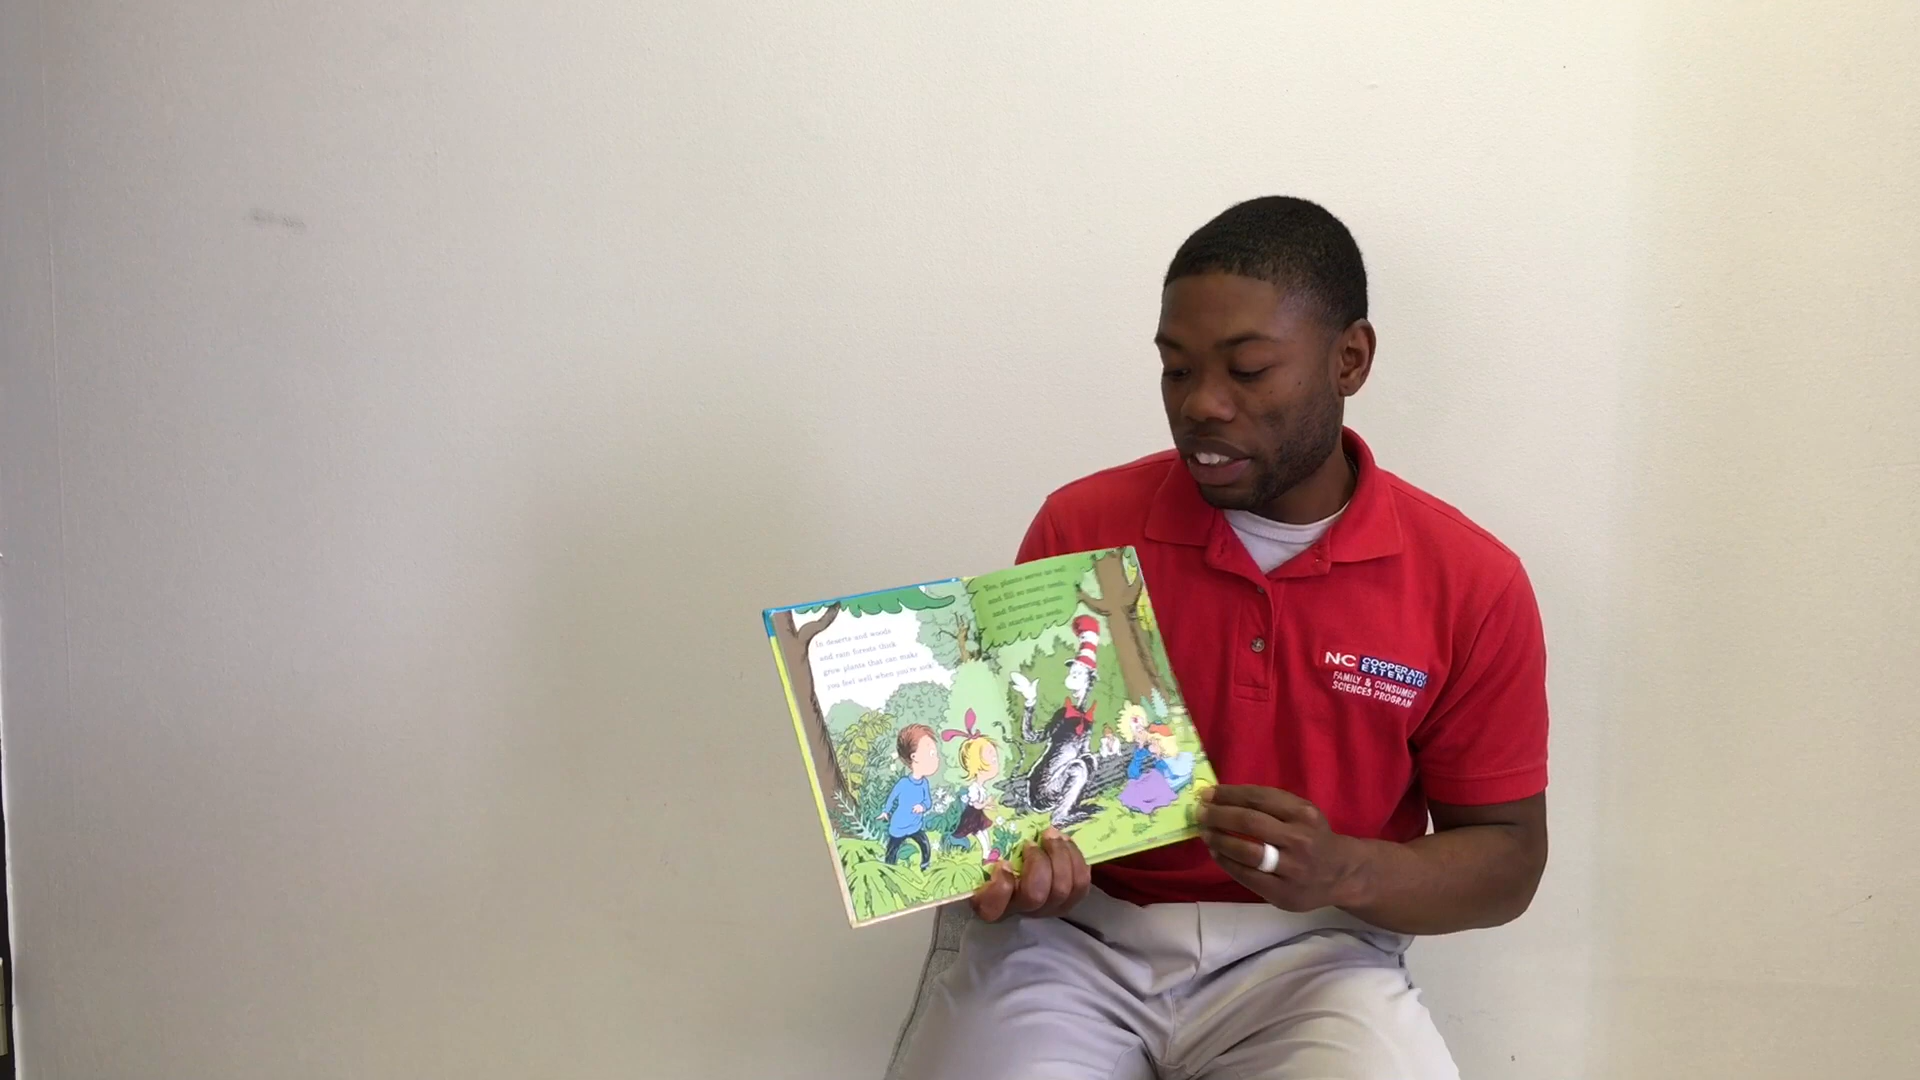 In deserts and woods
and rain forests thick
grow plants that can make
you feel well when you're sick.
Yes, plants serve us well
and fill so many needs,
and flowering plants
all started as seeds.
NC COOPERATIVE
EXTENSION
FAMILY & CONSUMER
SCIENCES PROGRAM